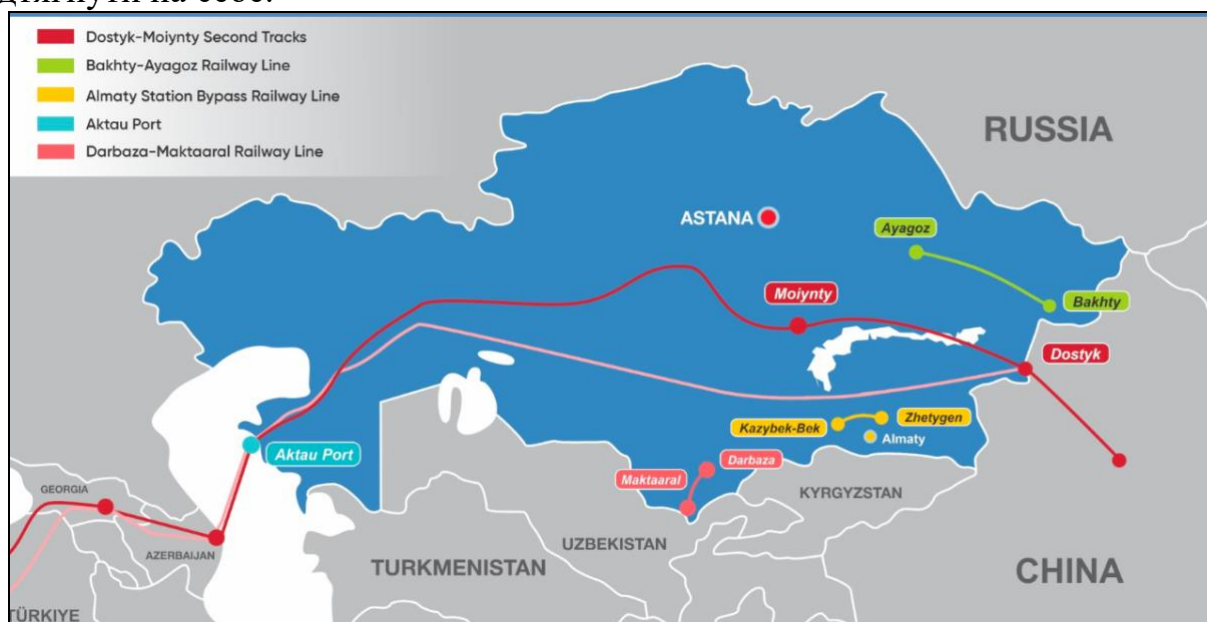 на себе.
Dostyk-Moiynty Second Tracks
Bakhty-Ayagoz Railway Line
Almaty Station Bypass Railway Line
Aktau Port
Darbaza-Maktaaral Railway Line
RUSSIA
ASTANA
Ayagoz
Moiynty
Bakhty
Dostyk
Kazybek-Bek
Zhetygen
Almaty
Aktau Port
Darbaza
Maktaaral
GEORGIA
KYRGYZSTAN
AZERBAIJAN
UZBEKISTAN
TURKMENISTAN
CHINA
TÜRKIYE